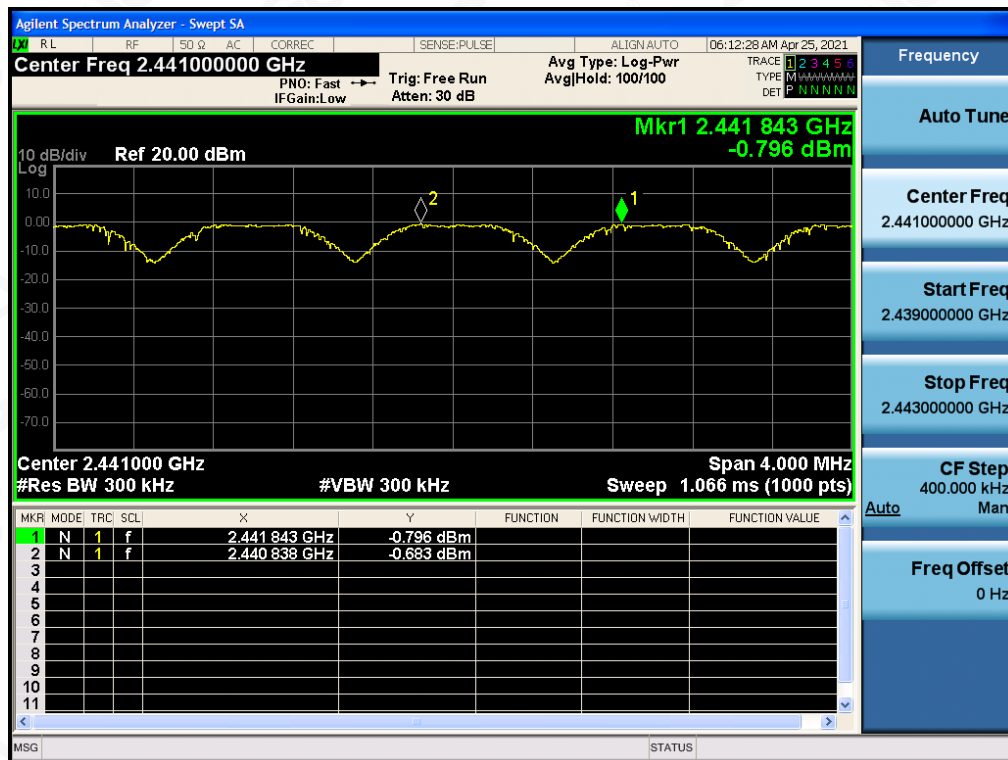 Agilent Spectrum Analyzer - Swept SA
LXI RL RF 50 Ω AC CORREC SENSE:PULSE ALIGN AUTO 06:12:28 AM Apr 25, 2021
Center Freq 2.441000000 GHz
PNO: Fast
IFGain:Low
Trig: Free Run
Atten: 30 dB
Avg Type: Log-Pwr
Avg|Hold: 100/100
TRACE 1 2 3 4 5 6
TYPE M
DET P N N N N N
Mkr1 2.441 843 GHz
-0.796 dBm
10 dB/div Ref 20.00 dBm
Log
10.0
0.00
-10.0
-20.0
-30.0
-40.0
-50.0
-60.0
-70.0
2
1
Center 2.441000 GHz Span 4.000 MHz
#Res BW 300 kHz #VBW 300 kHz Sweep 1.066 ms (1000 pts)
MKR MODE TRC SCL X Y FUNCTION FUNCTION WIDTH FUNCTION VALUE
1 N 1 f 2.441 843 GHz -0.796 dBm
2 N 1 f 2.440 838 GHz -0.683 dBm
3
4
5
6
7
8
9
10
11
MSG STATUS
Frequency
Auto Tune
Center Freq
2.441000000 GHz
Start Freq
2.439000000 GHz
Stop Freq
2.443000000 GHz
CF Step
400.000 kHz
Auto Man
Freq Offset
0 Hz